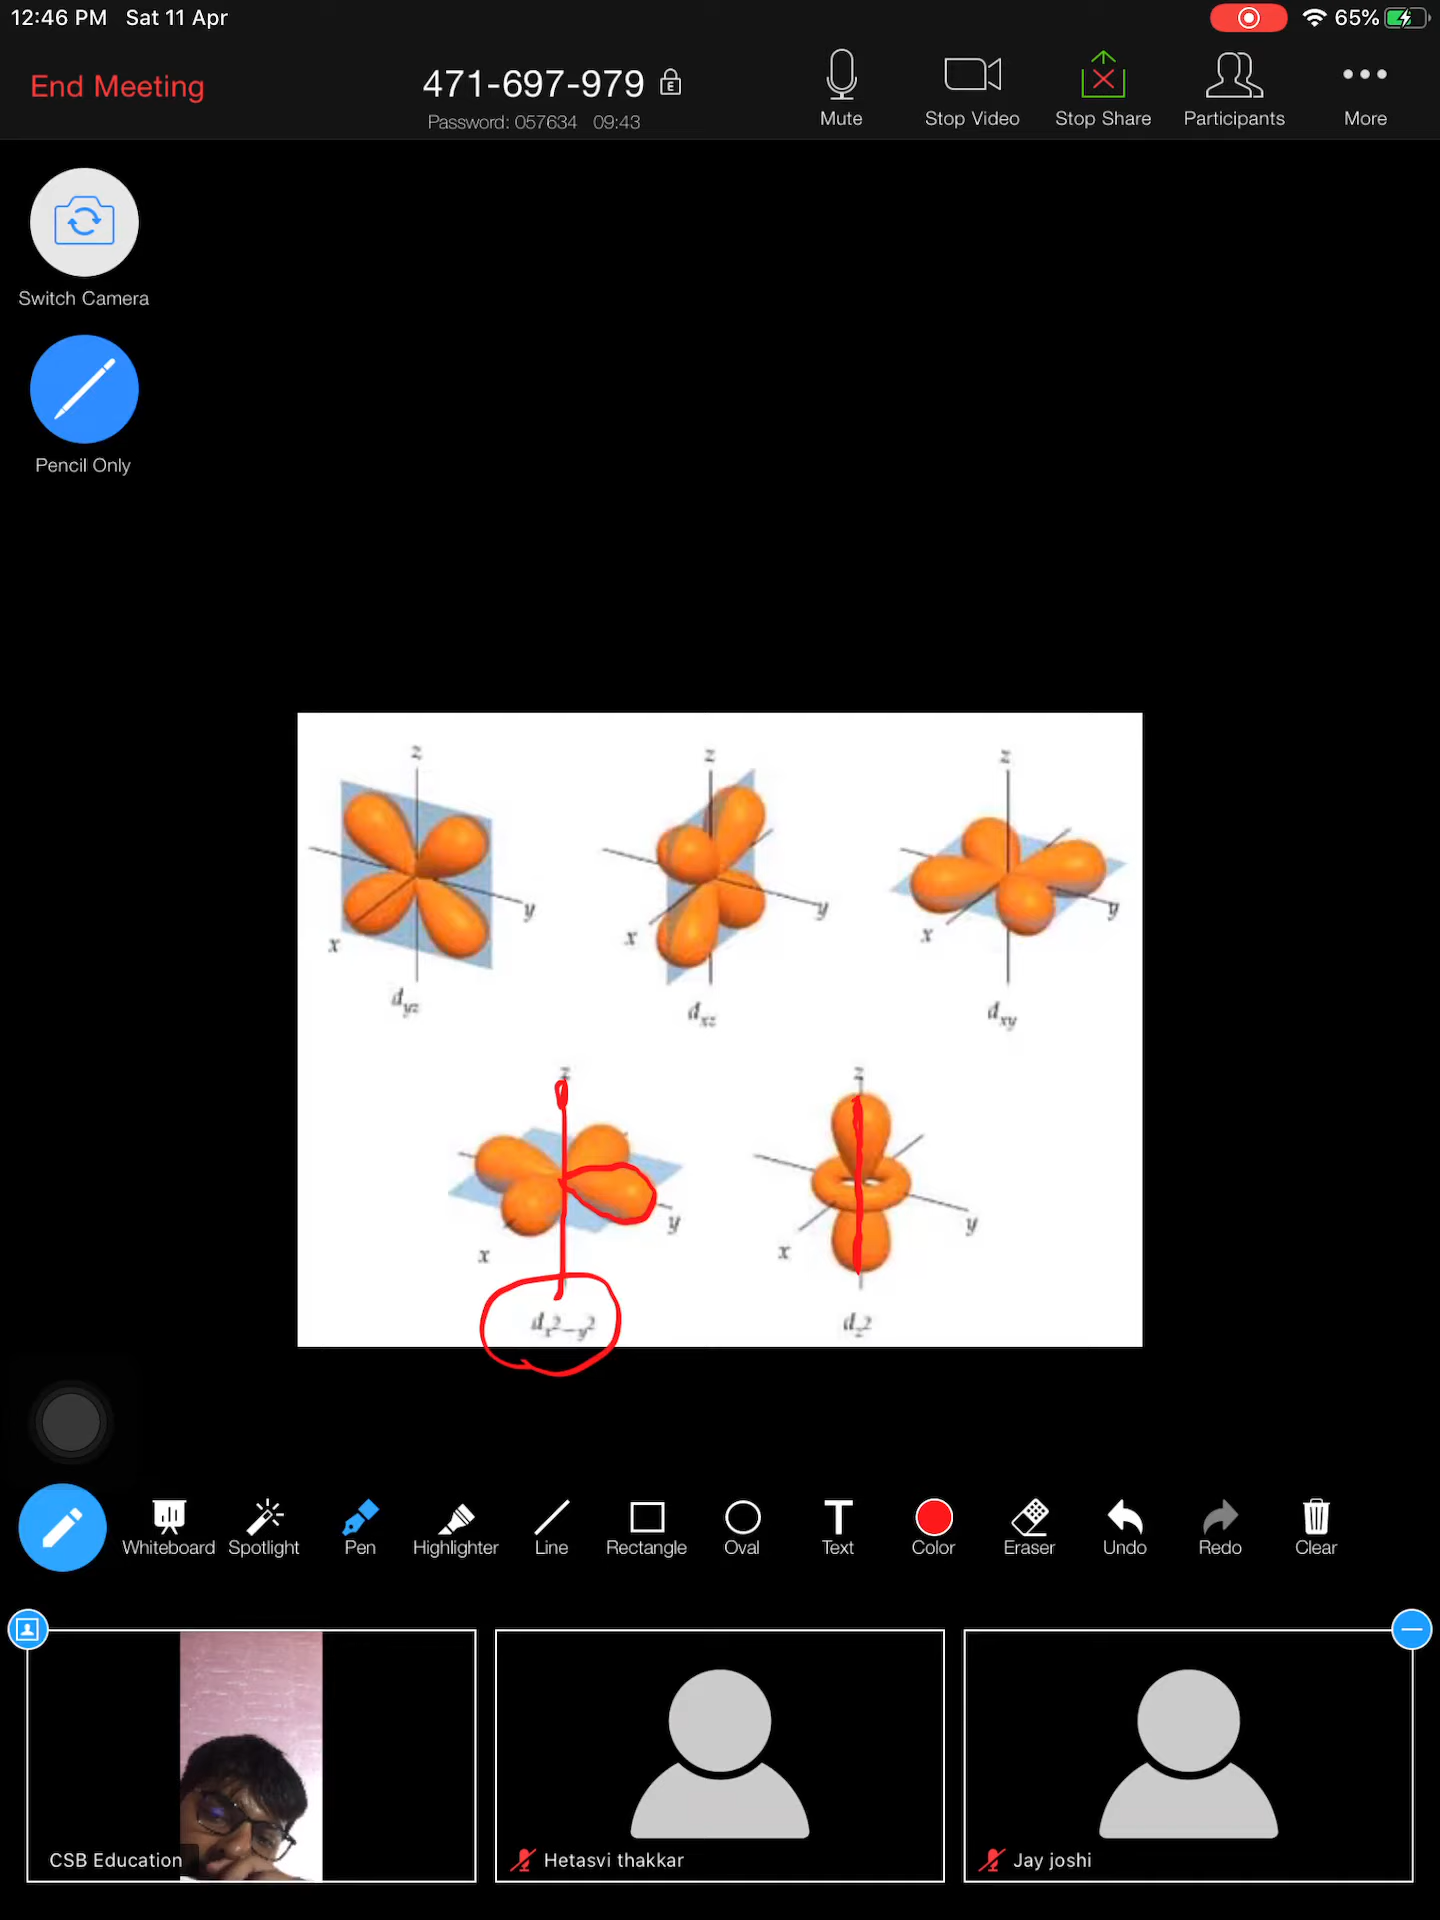 12:46 PM Sat 11 Apr
65%
End Meeting
471-697-979
Password: 057634 09:43
Mute
Stop Video
Stop Share
Participants
More
Switch Camera
Pencil Only
z
z
z
y
y
y
x
x
x
d_yz
d_xz
d_xy
z
z
y
y
x
x
d_x²−y²
d_z²
Whiteboard
Spotlight
Pen
Highlighter
Line
Rectangle
Oval
Text
Color
Eraser
Undo
Redo
Clear
CSB Education
Hetasvi thakkar
Jay joshi